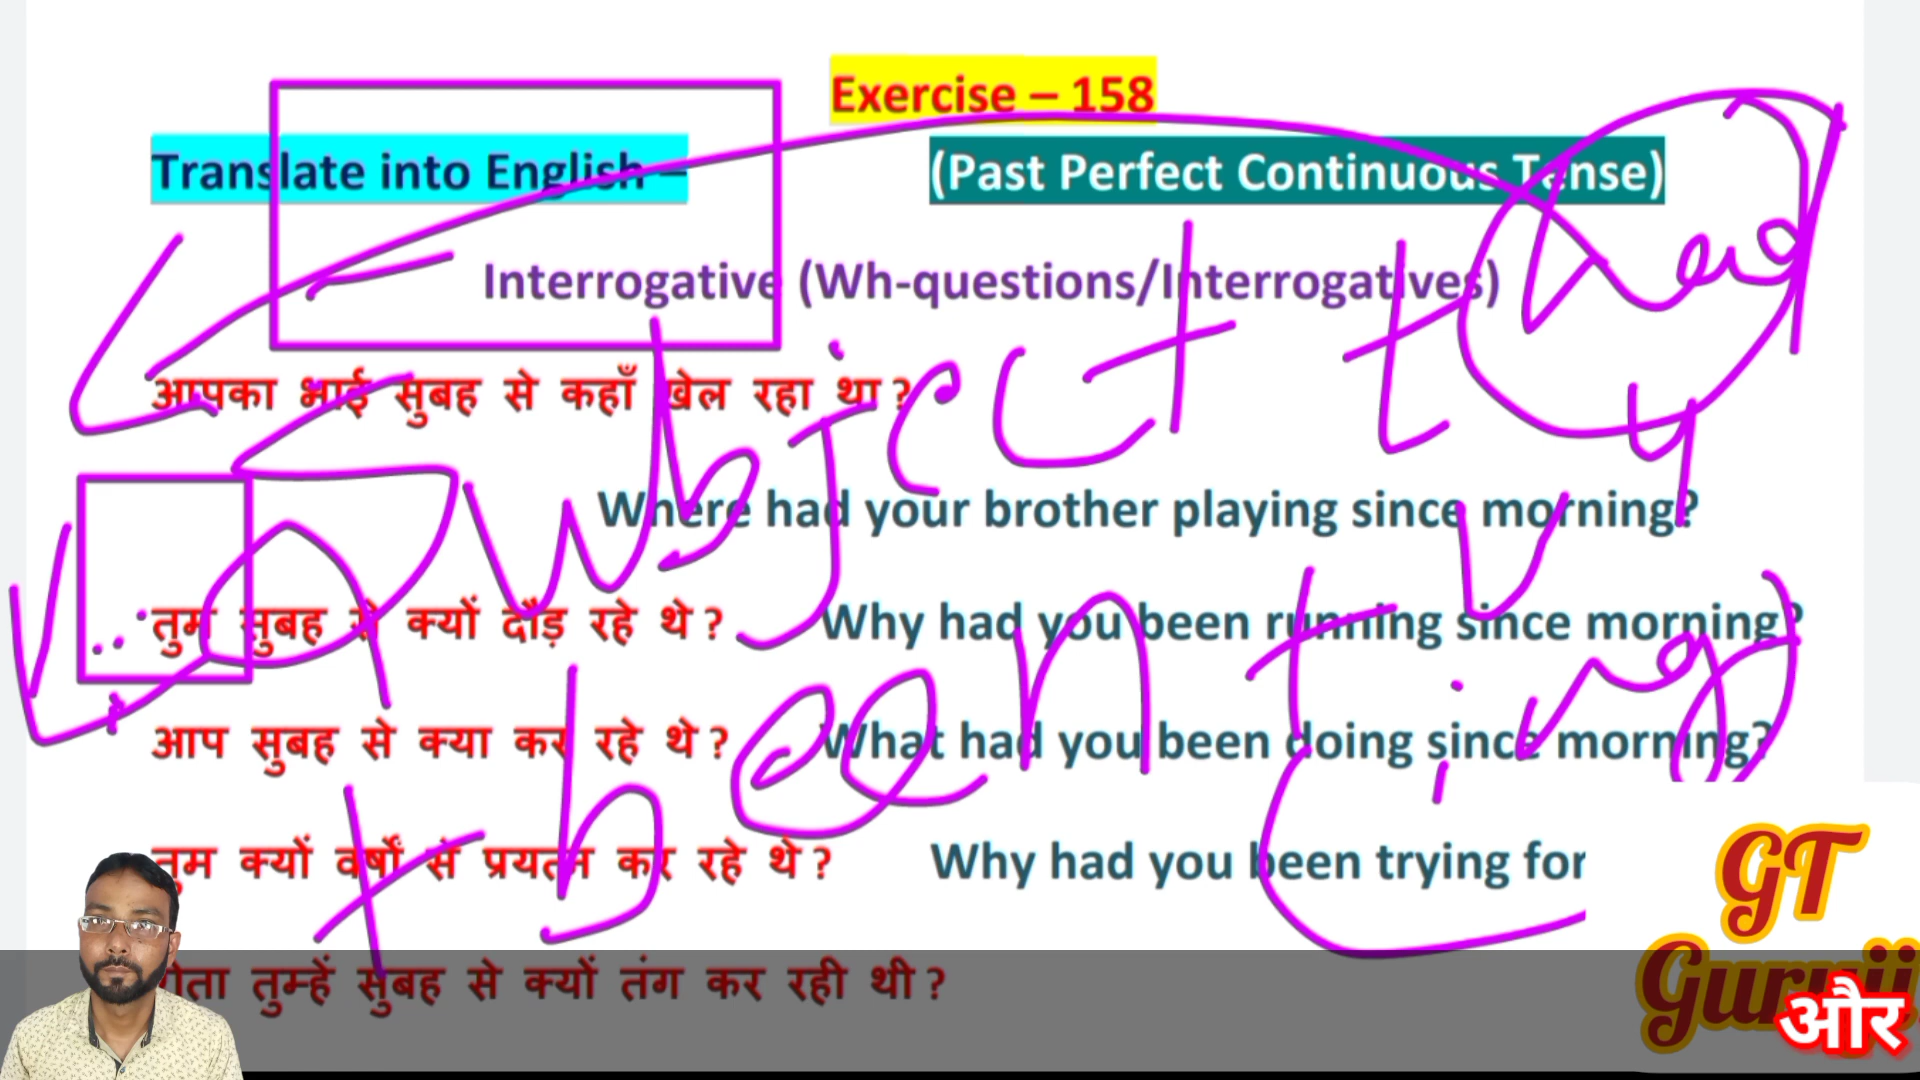 Exercise – 158
Translate into English – (Past Perfect Continuous Tense)
Interrogative (Wh-questions/Interrogatives)
had
आपका भाई सुबह से कहाँ खेल रहा था ?
Subject +
Where had your brother playing since morning?
तुम सुबह से क्यों दौड़ रहे थे ? Why had you been running since morning?
आप सुबह से क्या कर रहे थे ? What had you been doing since morning?
+ been + V ing
तुम क्यों वर्षों से प्रयत्न कर रहे थे ? Why had you been trying for
गीता तुम्हें सुबह से क्यों तंग कर रही थी ?
GT
Guruji
और